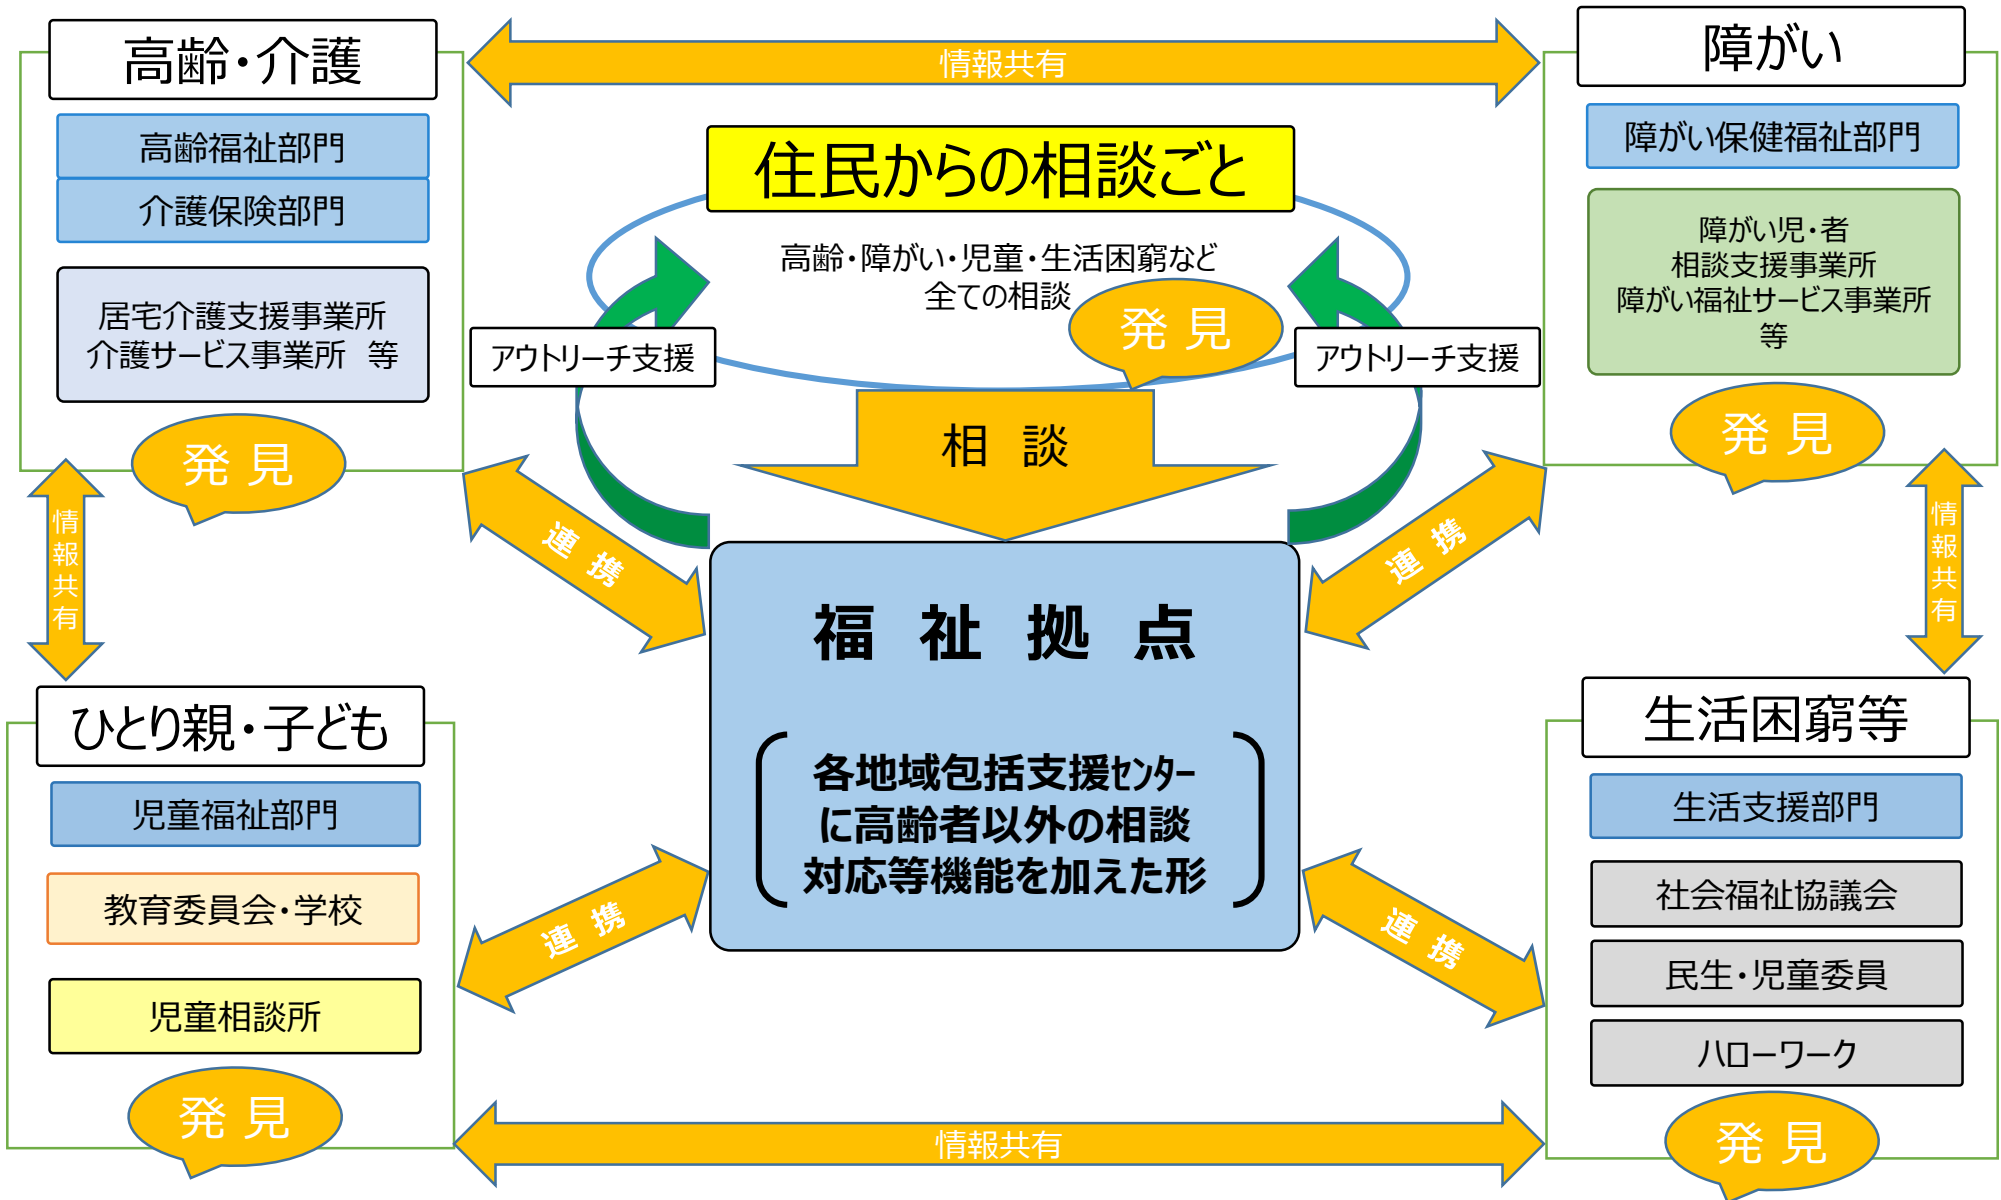 高齢・介護
高齢福祉部門
介護保険部門
居宅介護支援事業所
介護サービス事業所　等
発 見
情報共有
障がい
障がい保健福祉部門
障がい児・者
相談支援事業所
障がい福祉サービス事業所
等
発 見
住民からの相談ごと
高齢・障がい・児童・生活困窮など
全ての相談
発 見
アウトリーチ支援
アウトリーチ支援
相　談
連 携
連 携
情報共有
情報共有
福 祉 拠 点
各地域包括支援センター
に高齢者以外の相談
対応等機能を加えた形
ひとり親・子ども
児童福祉部門
教育委員会・学校
児童相談所
発 見
連 携
連 携
生活困窮等
生活支援部門
社会福祉協議会
民生・児童委員
ハローワーク
発 見
情報共有